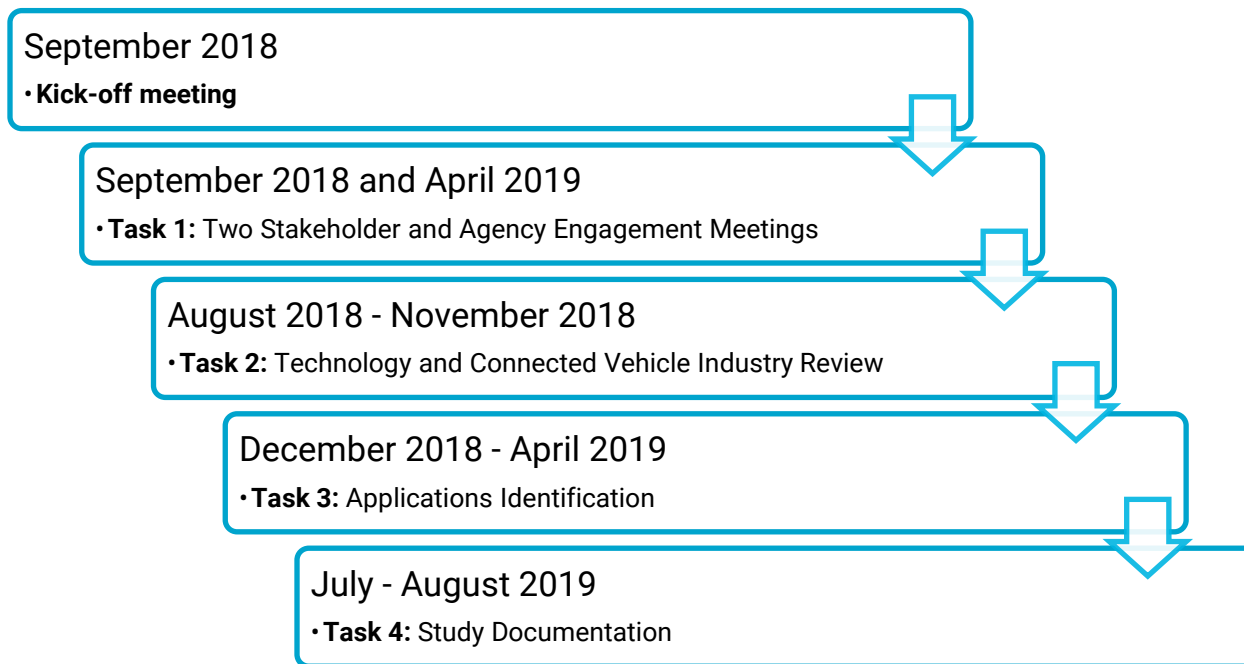 September 2018
• Kick-off meeting
September 2018 and April 2019
• Task 1: Two Stakeholder and Agency Engagement Meetings
August 2018 - November 2018
• Task 2: Technology and Connected Vehicle Industry Review
December 2018 - April 2019
• Task 3: Applications Identification
July - August 2019
• Task 4: Study Documentation